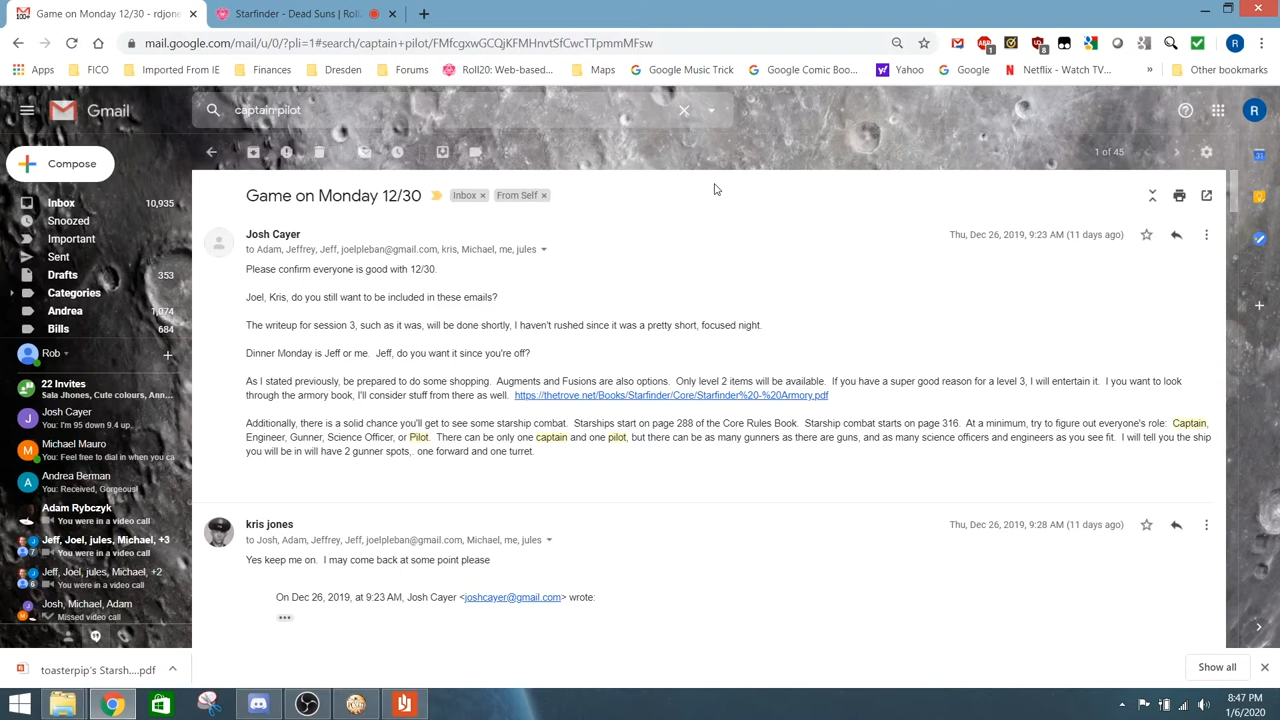 100+ Game on Monday 12/30 - rdjone × Starfinder - Dead Suns | Roll × +
mail.google.com/mail/u/0/?pli=1#search/captain+pilot/FMfcgxwGCQjKFMHnvtSfCwcTTpmmMFsw
Apps FICO Imported From IE Finances Dresden Forums Roll20: Web-based... Maps Google Music Trick Google Comic Boo... Yahoo Google Netflix - Watch TV... » Other bookmarks
Gmail captain pilot R
Compose 1 of 45
Inbox 10,935
Snoozed
Important
Sent
Drafts 353
Categories
Andrea 1,074
Bills 684
Rob
22 Invites
Sala Jhones, Cute colours, Ann...
Josh Cayer
You: I'm 95 down 9.4 up.
Michael Mauro
You: Feel free to dial in when you ca
Andrea Berman
You: Received, Gorgeous!
Adam Rybczyk
You were in a video call
Jeff, Joel, jules, Michael, +3
You were in a video call
Jeff, Joel, jules, Michael, +2
You were in a video call
Josh, Michael, Adam
Missed video call
Game on Monday 12/30 Inbox × From Self ×
Josh Cayer Thu, Dec 26, 2019, 9:23 AM (11 days ago)
to Adam, Jeffrey, Jeff, joelpleban@gmail.com, kris, Michael, me, jules
Please confirm everyone is good with 12/30.
Joel, Kris, do you still want to be included in these emails?
The writeup for session 3, such as it was, will be done shortly, I haven't rushed since it was a pretty short, focused night.
Dinner Monday is Jeff or me. Jeff, do you want it since you're off?
As I stated previously, be prepared to do some shopping. Augments and Fusions are also options. Only level 2 items will be available. If you have a super good reason for a level 3, I will entertain it. I you want to look
through the armory book, I'll consider stuff from there as well. https://thetrove.net/Books/Starfinder/Core/Starfinder%20-%20Armory.pdf
Additionally, there is a solid chance you'll get to see some starship combat. Starships start on page 288 of the Core Rules Book. Starship combat starts on page 316. At a minimum, try to figure out everyone's role: Captain,
Engineer, Gunner, Science Officer, or Pilot. There can be only one captain and one pilot, but there can be as many gunners as there are guns, and as many science officers and engineers as you see fit. I will tell you the ship
you will be in will have 2 gunner spots,. one forward and one turret.
kris jones Thu, Dec 26, 2019, 9:28 AM (11 days ago)
to Josh, Adam, Jeffrey, Jeff, joelpleban@gmail.com, Michael, me, jules
Yes keep me on. I may come back at some point please
On Dec 26, 2019, at 9:23 AM, Josh Cayer <joshcayer@gmail.com> wrote:
toasterpip's Starsh....pdf Show all
8:47 PM
1/6/2020